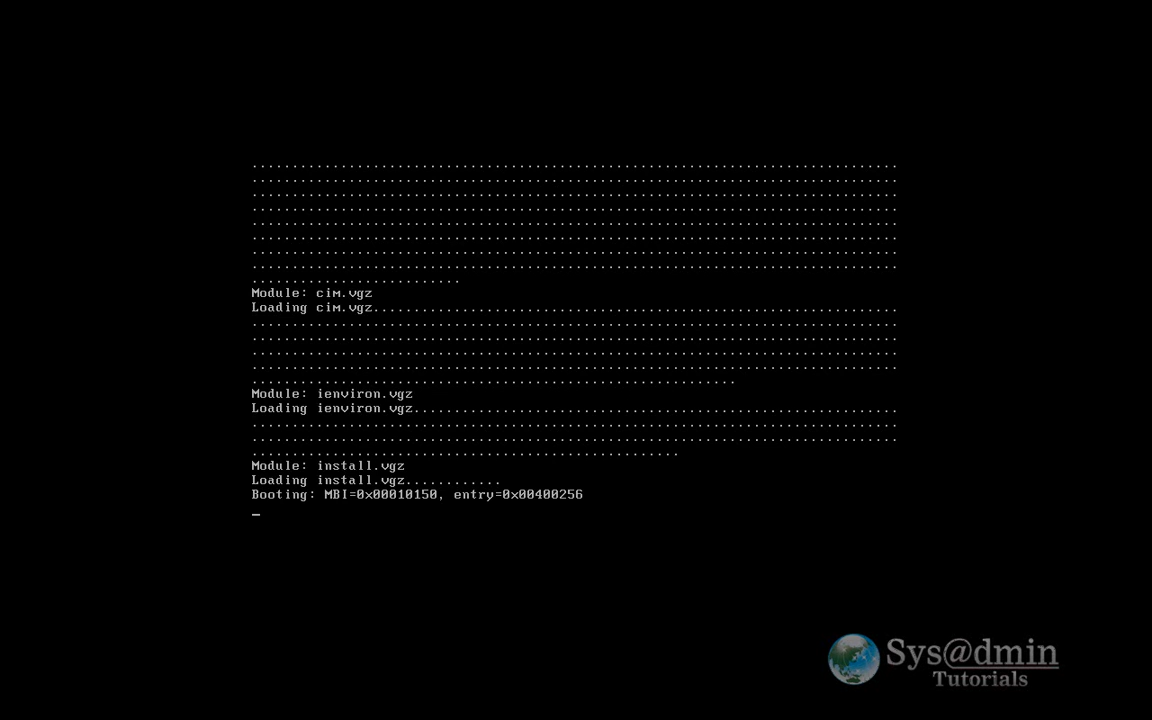 ................................................................................
................................................................................
................................................................................
................................................................................
................................................................................
................................................................................
................................................................................
................................................................................
..........................
Module: cim.vgz
Loading cim.vgz.................................................................
................................................................................
................................................................................
................................................................................
................................................................................
............................................................
Module: ienviron.vgz
Loading ienviron.vgz............................................................
................................................................................
................................................................................
.....................................................
Module: install.vgz
Loading install.vgz............
Booting: MBI=0x00010150, entry=0x00400256
_
Sys@dmin
Tutorials